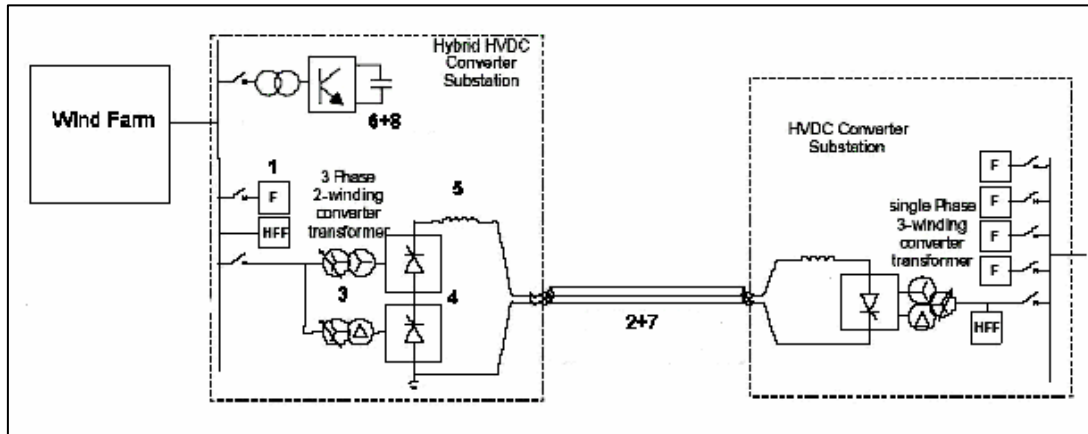 Wind Farm
Hybrid HVDC
Converter
Substation
6+8
1
F
HFF
3 Phase
2-winding
converter
transformer
3
4
5
2+7
HVDC Converter
Substation
single Phase
3-winding
converter
transformer
F
F
F
F
HFF